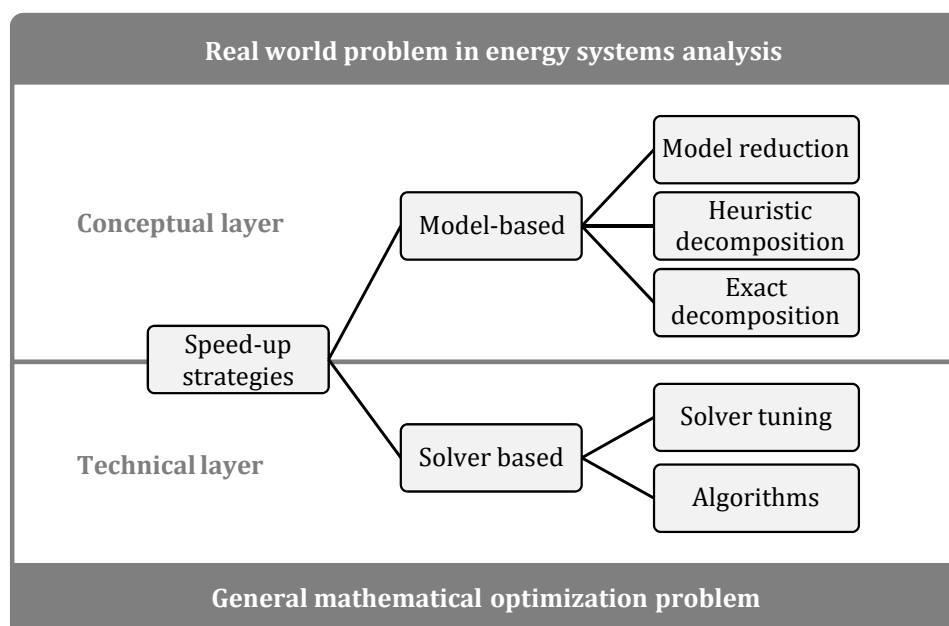 Real world problem in energy systems analysis
Model reduction
Conceptual layer
Model-based
Heuristic
decomposition
Exact
decomposition
Speed-up
strategies
Solver tuning
Technical layer
Solver based
Algorithms
General mathematical optimization problem